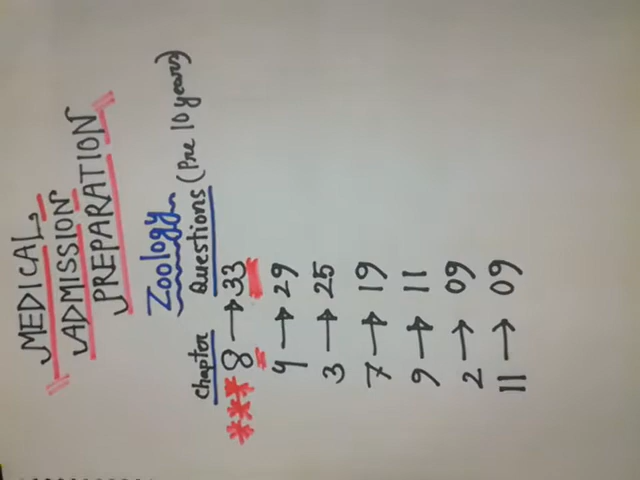 MEDICAL
ADMISSION
PREPARATION
Zoology
Chapter Questions (Pre 10 years)
*** 8 → 33
4 → 29
3 → 25
7 → 19
9 → 11
2 → 09
11 → 09